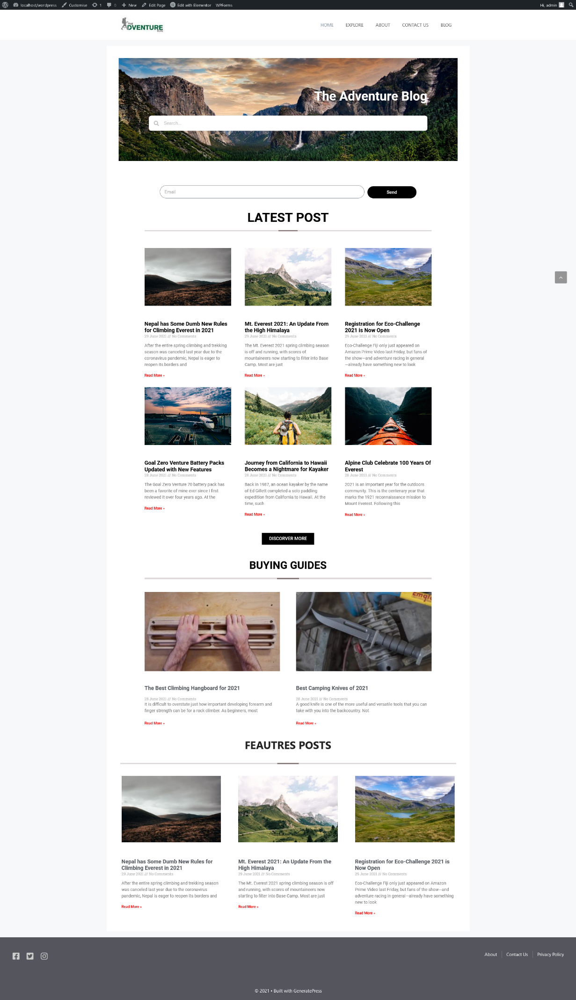 localhost/wordpress Customise 1 0 New Edit Page Edit with Elementor WPForms Hi, admin
THE
ADVENTURE
BLOG
HOME EXPLORE ABOUT CONTACT US BLOG
The Adventure Blog
Search...
Email Send
LATEST POST
Nepal has Some Dumb New Rules
for Climbing Everest in 2021
29 June 2021 /// No Comments
After the entire spring climbing and trekking
season was canceled last year due to the
coronavirus pandemic, Nepal is eager to
reopen its borders and
Read More »
Mt. Everest 2021: An Update From
the High Himalaya
29 June 2021 /// No Comments
The Mt. Everest 2021 spring climbing season
is off and running, with scores of
mountaineers now starting to filter into Base
Camp. Most are just
Read More »
Registration for Eco-Challenge
2021 is Now Open
29 June 2021 /// No Comments
Eco-Challenge Fiji only just appeared on
Amazon Prime Video last Friday, but fans of
the show—and adventure racing in general
—already have something new to look
Read More »
Goal Zero Venture Battery Packs
Updated with New Features
28 June 2021 /// No Comments
The Goal Zero Venture 70 battery pack has
been a favorite of mine ever since I first
reviewed it over four years ago. At the
Read More »
Journey from California to Hawaii
Becomes a Nightmare for Kayaker
28 June 2021 /// No Comments
Back in 1987, an ocean kayaker by the name
of Ed Gillett completed a solo paddling
expedition from California to Hawaii. At the
time, such
Read More »
Alpine Club Celebrate 100 Years Of
Everest
28 June 2021 /// No Comments
2021 is an important year for the outdoors
community. This is the centenary year that
marks the 1921 reconnaissance mission to
Mount Everest. Following this
Read More »
DISCORVER MORE
BUYING GUIDES
The Best Climbing Hangboard for 2021
28 June 2021 /// No Comments
It is difficult to overstate just how important developing forearm and
finger strength can be for a rock climber. As beginners, most
Read More »
Best Camping Knives of 2021
28 June 2021 /// No Comments
A good knife is one of the more useful and versatile tools that you can
take with you into the backcountry. Not
Read More »
FEAUTRES POSTS
Nepal has Some Dumb New Rules for
Climbing Everest in 2021
29 June 2021 /// No Comments
After the entire spring climbing and trekking season
was canceled last year due to the coronavirus
pandemic, Nepal is eager to reopen its borders and
Read More »
Mt. Everest 2021: An Update From the
High Himalaya
29 June 2021 /// No Comments
The Mt. Everest 2021 spring climbing season is off
and running, with scores of mountaineers now
starting to filter into Base Camp. Most are just
Read More »
Registration for Eco-Challenge 2021 is
Now Open
29 June 2021 /// No Comments
Eco-Challenge Fiji only just appeared on Amazon
Prime Video last Friday, but fans of the show—and
adventure racing in general—already have something
new to look
Read More »
About Contact Us Privacy Policy
© 2021 • Built with GeneratePress